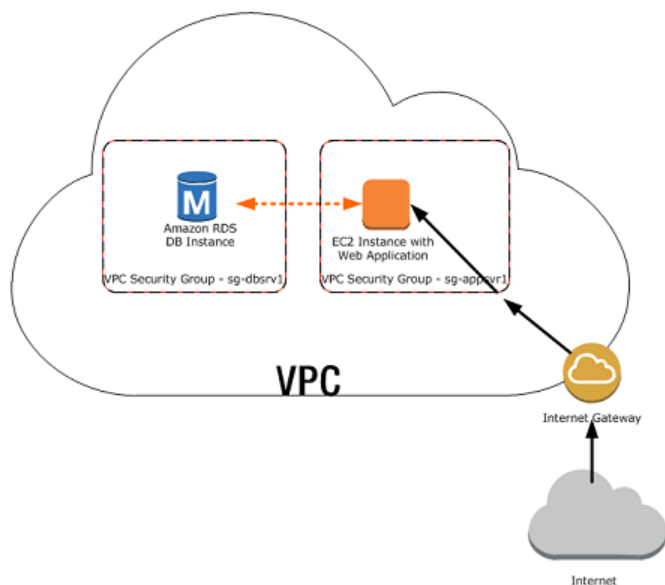 M
Amazon RDS
DB Instance
VPC Security Group - sg-dbsrv1
EC2 Instance with
Web Application
VPC Security Group - sg-appsvr1
VPC
Internet Gateway
Internet